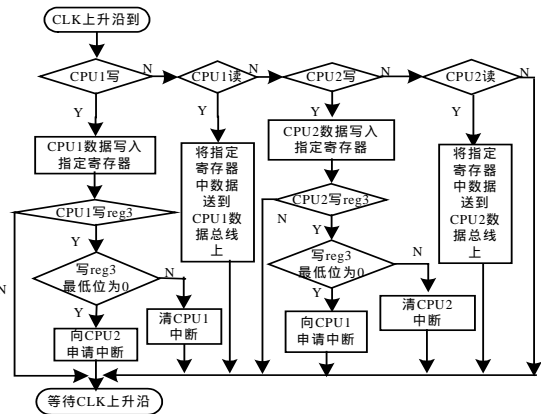 CLK上升沿到
CPU1写
N
CPU1读
N
CPU2写
N
CPU2读
N
Y
Y
Y
Y
CPU1数据写入
指定寄存器
将指定
寄存器
中数据
送到
CPU1数
据总线
上
CPU2数据写入
指定寄存器
将指定
寄存器
中数据
送到
CPU2数
据总线
上
CPU1写reg3
CPU2写reg3
N
Y
N
Y
写reg3
最低位为0
N
写reg3
最低位为0
N
Y
Y
清CPU1
中断
清CPU2
中断
向CPU2
申请中断
向CPU1
申请中断
等待CLK上升沿